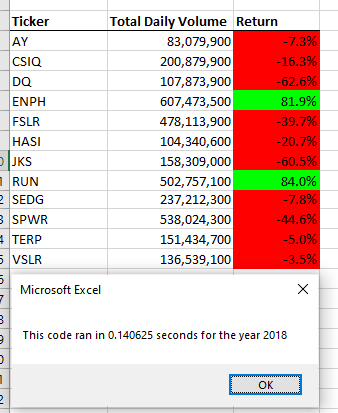 Ticker Total Daily Volume Return
AY 83,079,900 -7.3%
CSIQ 200,879,900 -16.3%
DQ 107,873,900 -62.6%
ENPH 607,473,500 81.9%
FSLR 478,113,900 -39.7%
HASI 104,340,600 -20.7%
JKS 158,309,000 -60.5%
RUN 502,757,100 84.0%
SEDG 237,212,300 -7.8%
SPWR 538,024,300 -44.6%
TERP 151,434,700 -5.0%
VSLR 136,539,100 -3.5%
Microsoft Excel
This code ran in 0.140625 seconds for the year 2018
OK